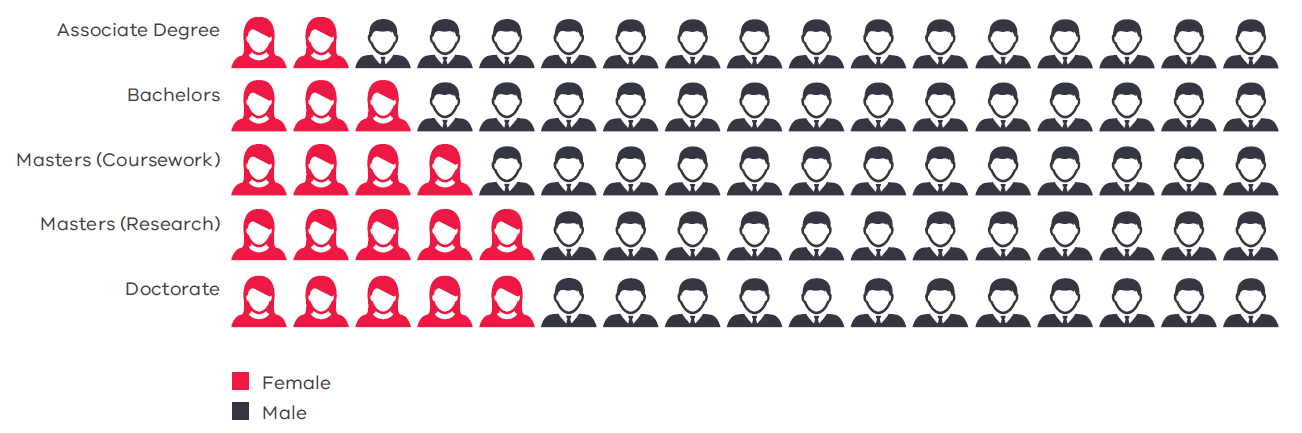 Associate Degree
Bachelors
Masters (Coursework)
Masters (Research)
Doctorate
Female
Male